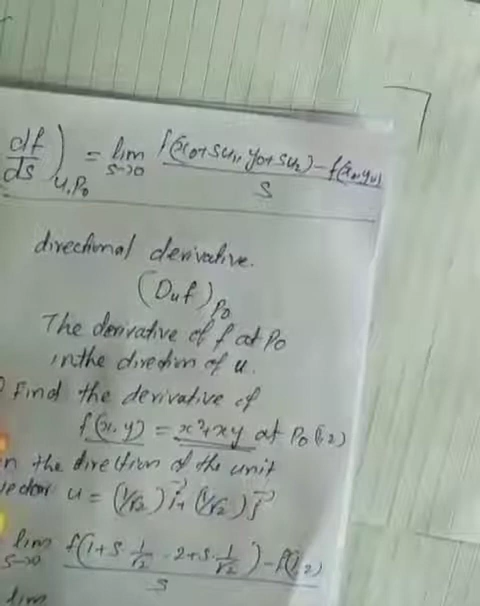 (df/ds)u,P₀ = lim s→0 f(x₀+su₁, y₀+su₂) − f(x₀,y₀) / s
directional derivative.
(Duf)P₀
The derivative of f at P₀
in the direction of u.
Find the derivative of
f(x,y) = x²+xy at P₀(1,2)
in the direction of the unit
vector u = (1/√2) i + (1/√2) j
lim s→0 f(1+s 1/√2, 2+s.1/√2) − f(1,2) / s
lim